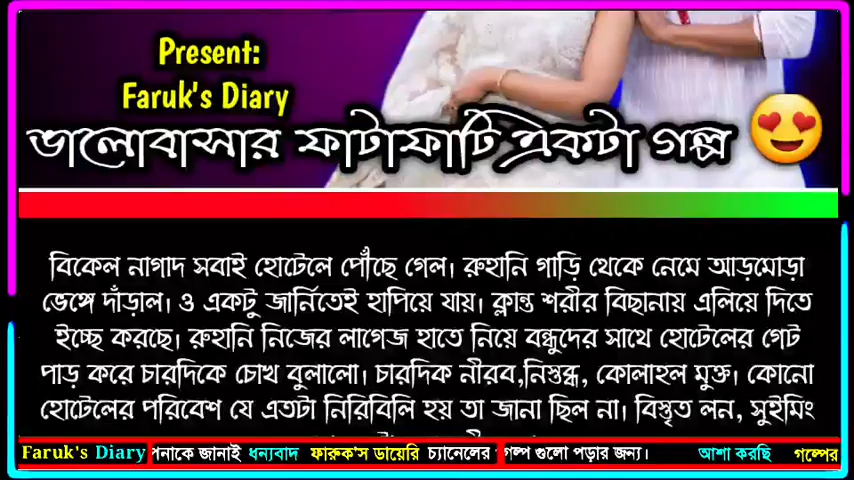 Present:
Faruk's Diary
ভালোবাসার ফাটাফাটি একটা গল্প
বিকেল নাগাদ সবাই হোটেলে পৌঁছে গেল। রুহানি গাড়ি থেকে নেমে আড়মোড়া
ভেঙ্গে দাঁড়াল। ও একটু জার্নিতেই হাপিয়ে যায়। ক্লান্ত শরীর বিছানায় এলিয়ে দিতে
ইচ্ছে করছে। রুহানি নিজের লাগেজ হাতে নিয়ে বন্ধুদের সাথে হোটেলের গেট
পাড় করে চারদিকে চোখ বুলালো। চারদিক নীরব,নিস্তব্ধ, কোলাহল মুক্ত। কোনো
হোটেলের পরিবেশ যে এতটা নিরিবিলি হয় তা জানা ছিল না। বিস্তৃত লন, সুইমিং
Faruk's Diary পনাকে জানাই ধন্যবাদ ফারুক'স ডায়েরি চ্যানেলের গল্প গুলো পড়ার জন্য। আশা করছি গল্পের